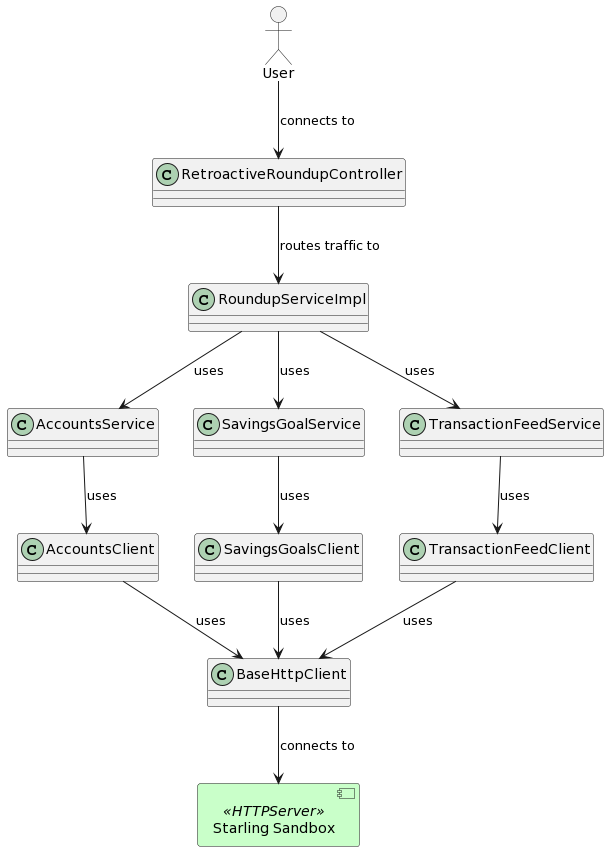 User
connects to
C RetroactiveRoundupController
routes traffic to
C RoundupServiceImpl
uses
uses
uses
C AccountsService
C SavingsGoalService
C TransactionFeedService
uses
uses
uses
C AccountsClient
C SavingsGoalsClient
C TransactionFeedClient
uses
uses
uses
C BaseHttpClient
connects to
«HTTPServer»
Starling Sandbox